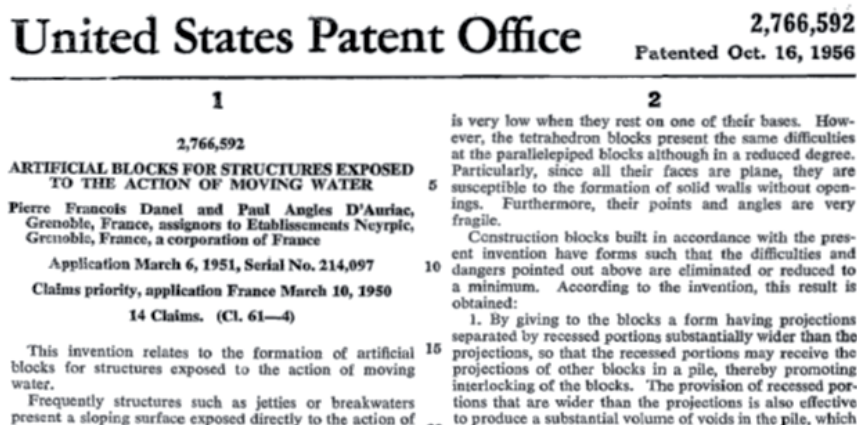 United States Patent Office
2,766,592
Patented Oct. 16, 1956
1
2,766,592
ARTIFICIAL BLOCKS FOR STRUCTURES EXPOSED
TO THE ACTION OF MOVING WATER
Pierre Francois Danel and Paul Angles D'Auriac,
Grenoble, France, assignors to Etablissements Neyrpic,
Grenoble, France, a corporation of France
Application March 6, 1951, Serial No. 214,097
Claims priority, application France March 10, 1950
14 Claims. (Cl. 61—4)
This invention relates to the formation of artificial
blocks for structures exposed to the action of moving
water.
Frequently structures such as jetties or breakwaters
present a sloping surface exposed directly to the action of
2
is very low when they rest on one of their bases. How-
ever, the tetrahedron blocks present the same difficulties
at the parallelepiped blocks although in a reduced degree.
Particularly, since all their faces are plane, they are
5 susceptible to the formation of solid walls without open-
ings. Furthermore, their points and angles are very
fragile.
Construction blocks built in accordance with the pres-
ent invention have forms such that the difficulties and
10 dangers pointed out above are eliminated or reduced to
a minimum. According to the invention, this result is
obtained:
1. By giving to the blocks a form having projections
separated by recessed portions substantially wider than the
15 projections, so that the recessed portions may receive the
projections of other blocks in a pile, thereby promoting
interlocking of the blocks. The provision of recessed por-
tions that are wider than the projections is also effective
to produce a substantial volume of voids in the pile, which